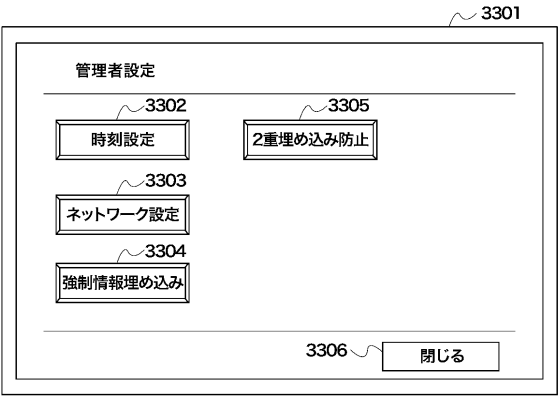 3301
管理者設定
3302 3305
時刻設定 2重埋め込み防止
3303
ネットワーク設定
3304
強制情報埋め込み
3306 閉じる